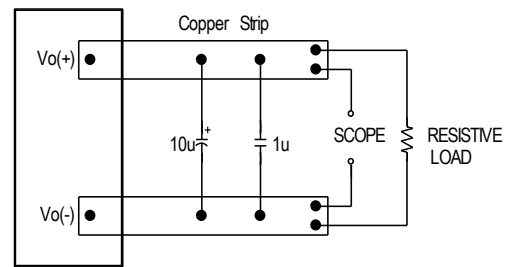 Copper Strip
Vo(+)
10u
+
1u
SCOPE
RESISTIVE
LOAD
Vo(-)